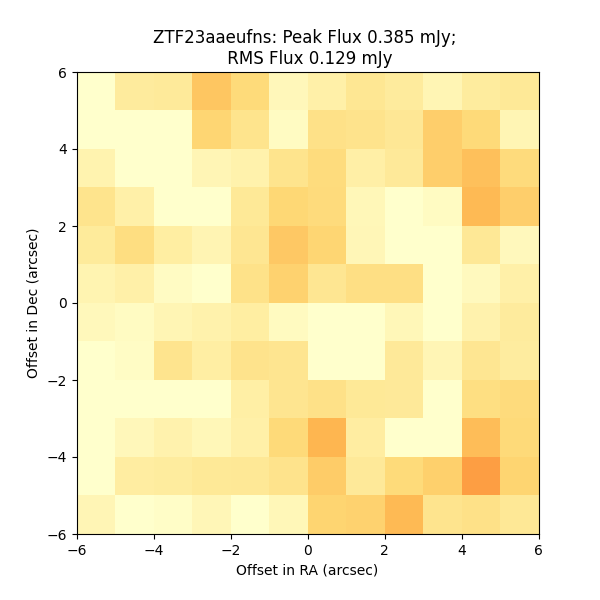 ZTF23aaeufns: Peak Flux 0.385 mJy;
RMS Flux 0.129 mJy
6
4
2
0
−2
−4
−6
Offset in Dec (arcsec)
−6 −4 −2 0 2 4 6
Offset in RA (arcsec)